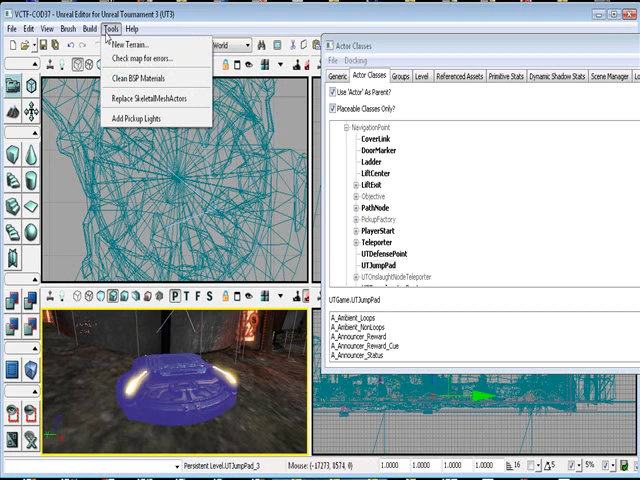 VCTF-COD37 - Unreal Editor for Unreal Tournament 3 (UT3)
File Edit View Brush Build Tools Help
World
New Terrain...
Check map for errors...
Clean BSP Materials
Replace SkeletalMeshActors
Add Pickup Lights
Actor Classes
File Docking
Generic Actor Classes Groups Level Referenced Assets Primitive Stats Dynamic Shadow Stats Scene Manager
Use 'Actor' As Parent?
Placeable Classes Only?
NavigationPoint
CoverLink
DoorMarker
Ladder
LiftCenter
LiftExit
Objective
PathNode
PickupFactory
PlayerStart
Teleporter
UTDefensePoint
UTJumpPad
UTOnslaughtNodeTeleporter
UTGame.UTJumpPad
A_Ambient_Loops
A_Ambient_NonLoops
A_Announcer_Reward
A_Announcer_Reward_Cue
A_Announcer_Status
P T F S
P T F S
Persistent Level.UTJumpPad_3
Mouse: (-17273, 8574, 0)
1.0000 1.0000 1.0000 1.0000
16
5
5%